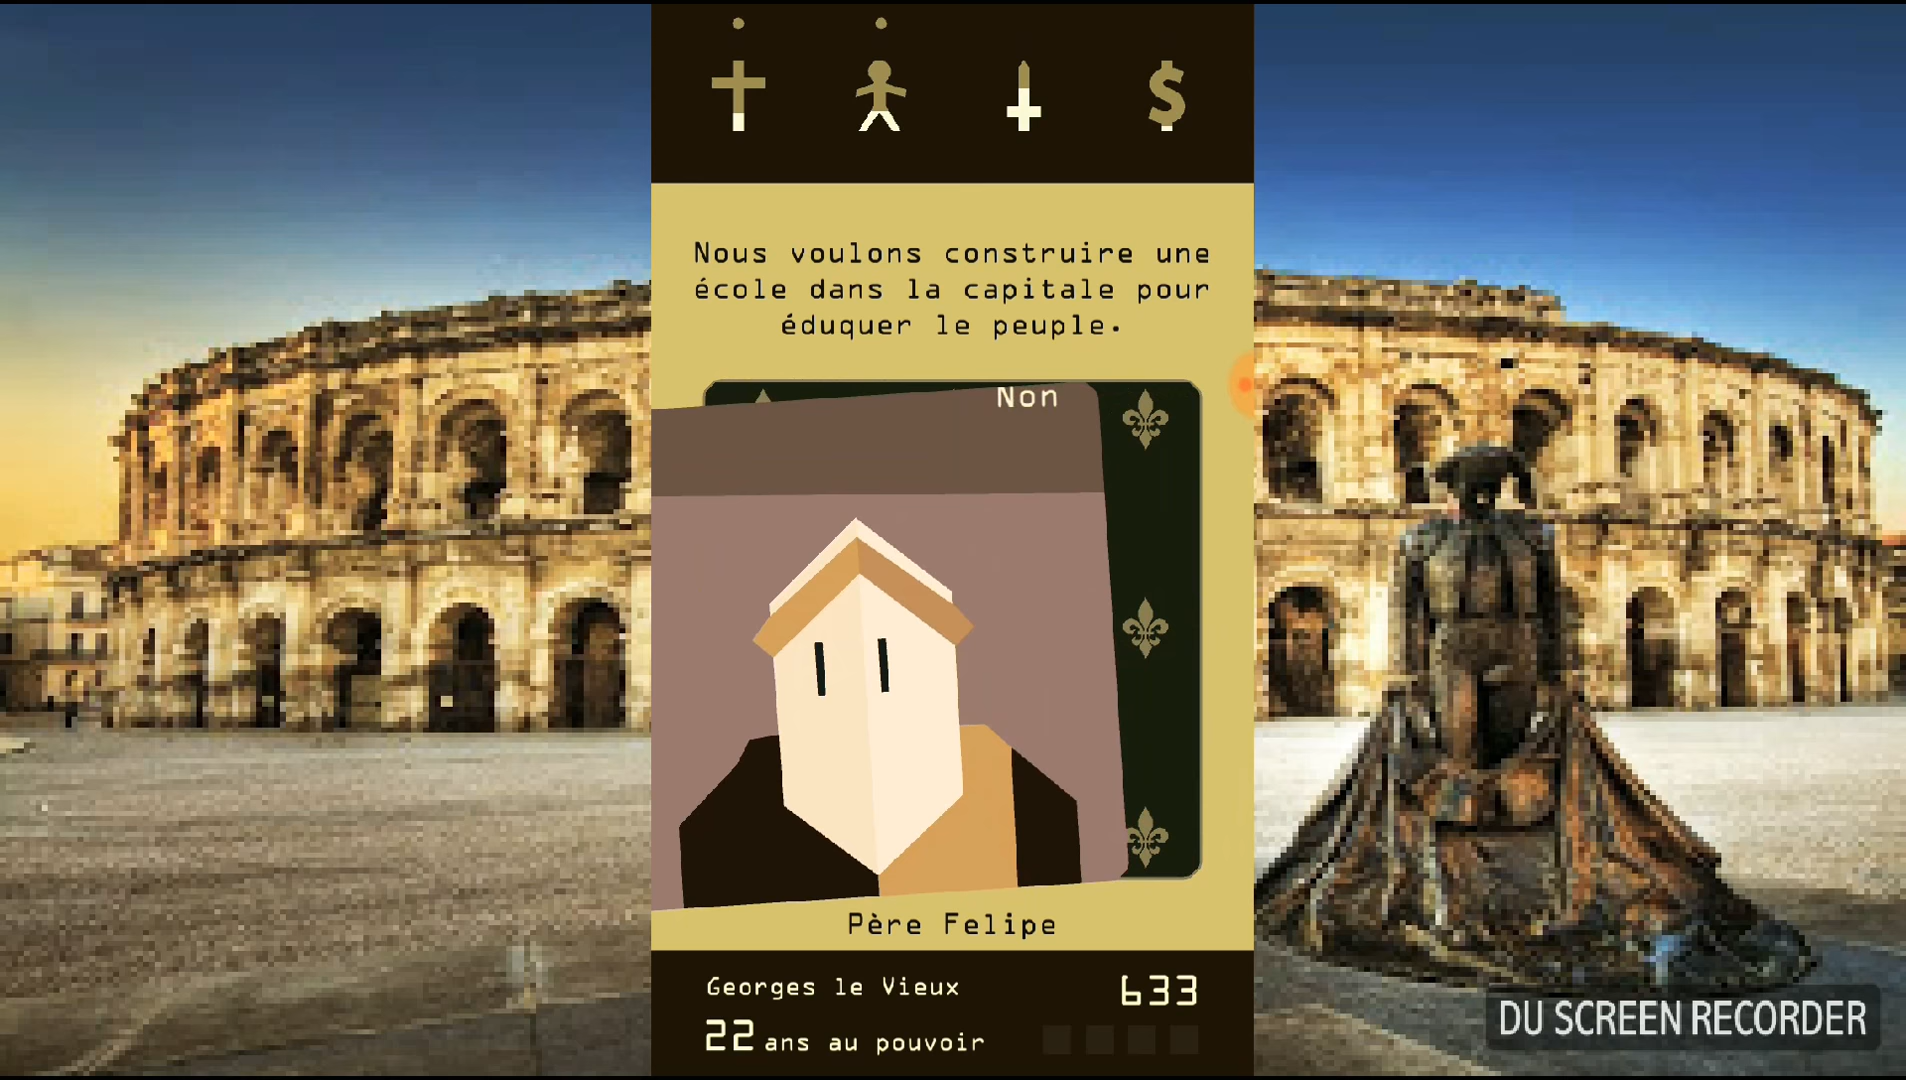 Nous voulons construire une
école dans la capitale pour
éduquer le peuple.
Non
Père Felipe
Georges le Vieux
633
22 ans au pouvoir
DU SCREEN RECORDER